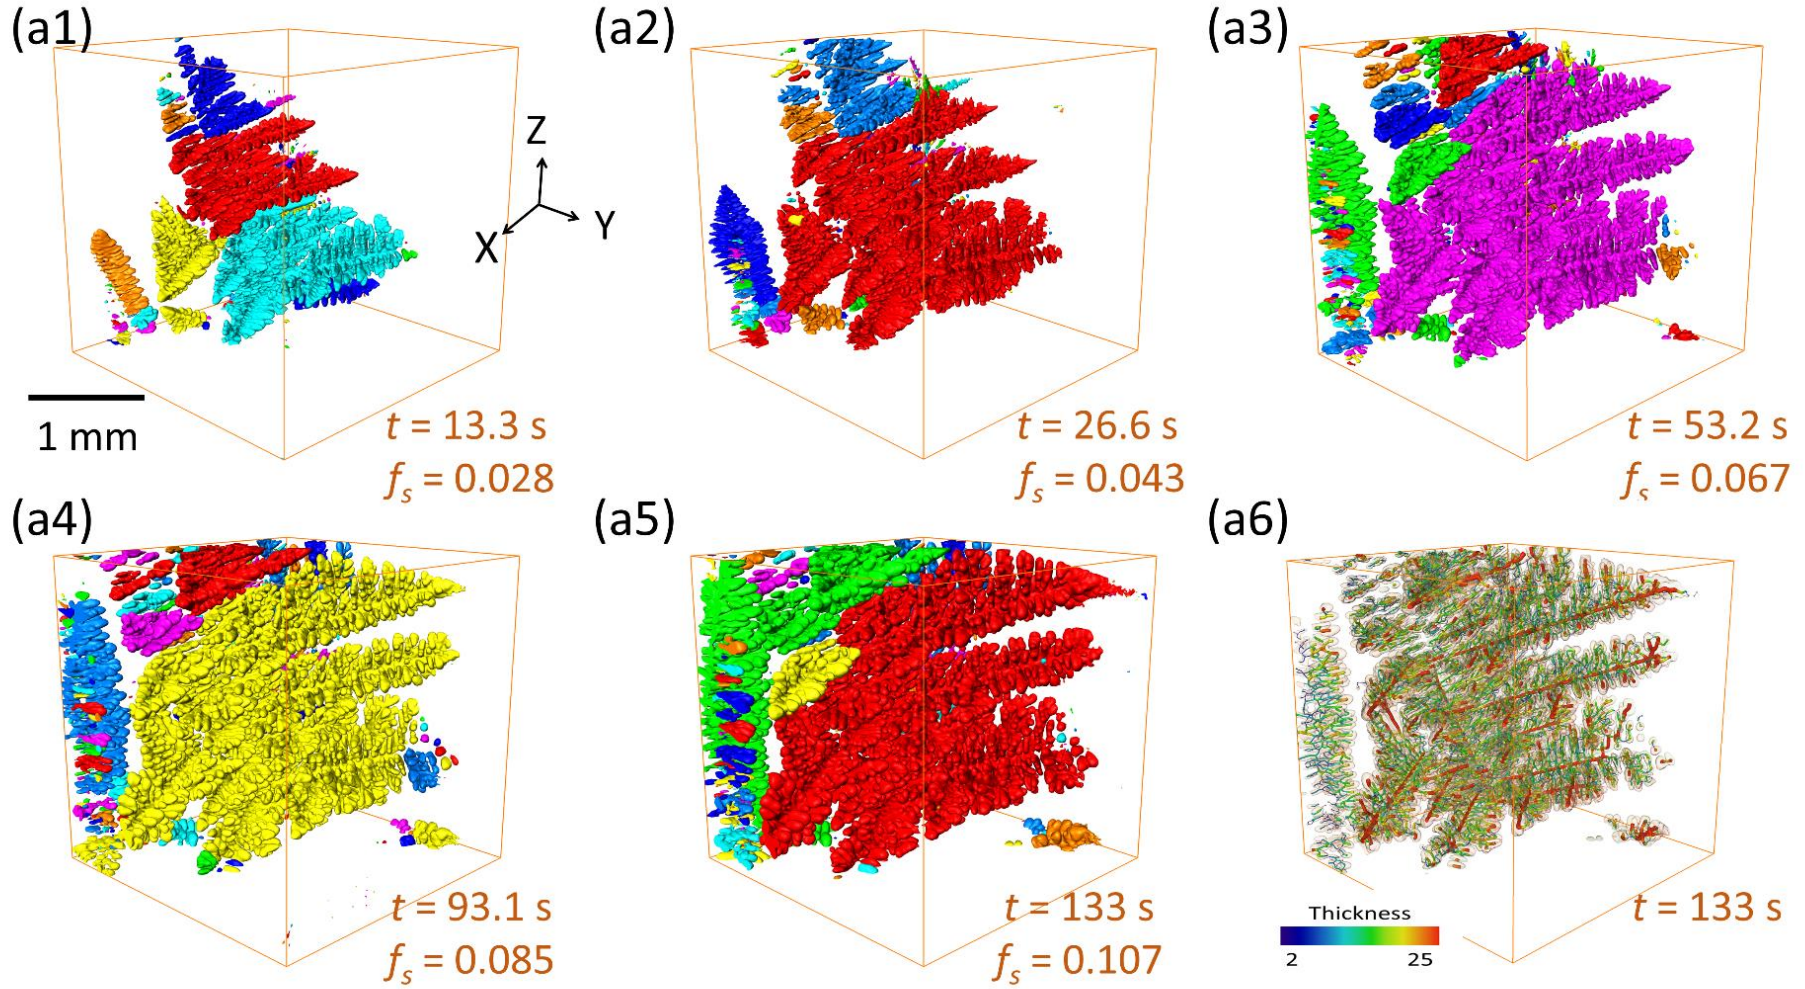 (a1)
(a2)
(a3)
Z
X
Y
1 mm
t = 13.3 s
fs = 0.028
t = 26.6 s
fs = 0.043
t = 53.2 s
fs = 0.067
(a4)
(a5)
(a6)
t = 93.1 s
fs = 0.085
t = 133 s
fs = 0.107
Thickness
2 25
t = 133 s